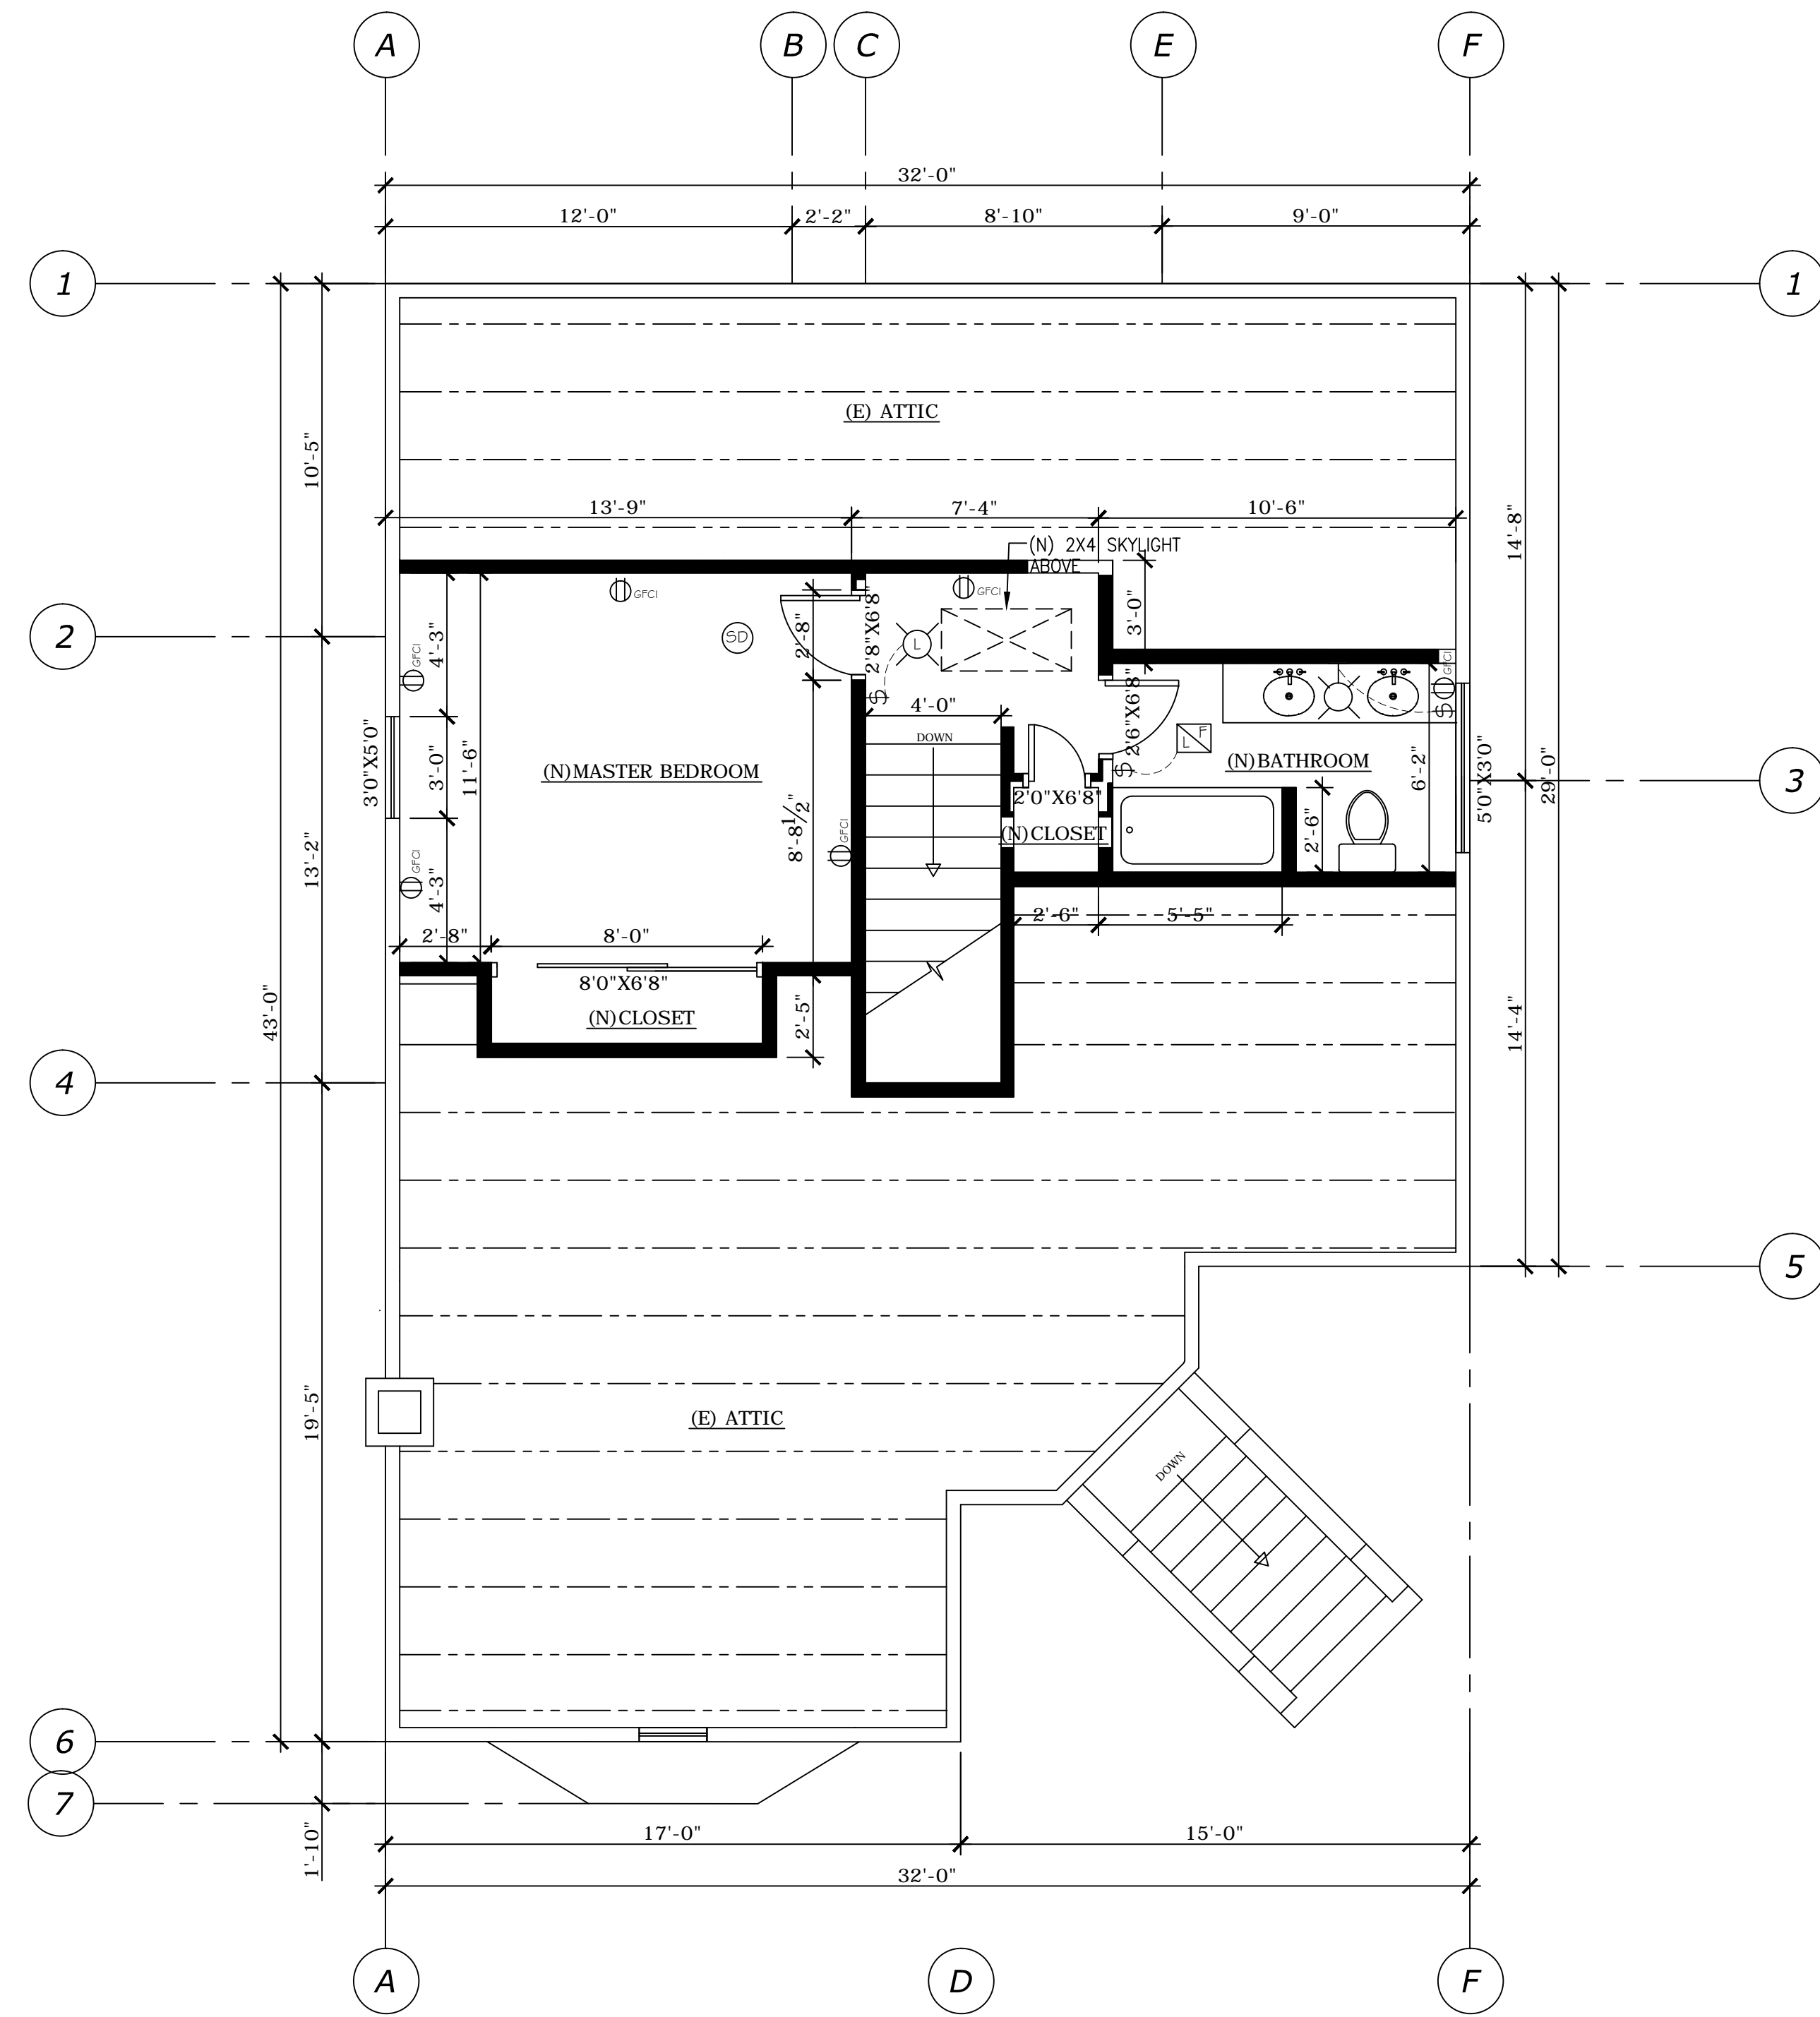 A B C E F
32'-0"
12'-0" 2'-2" 8'-10" 9'-0"
1 1
(E) ATTIC
10'-5"
14'-8"
13'-9" 7'-4" 10'-6"
(N) 2X4 SKYLIGHT
ABOVE
GFCI
GFCI
3'-0"
2
SD
2'-8"
2'8"X6'8"
L
S
4'-3"
GFCI
GFCI
S
4'-0"
DOWN
2'6"X6'8"
S
L F
(N)BATHROOM
6'-2"
5'0"X3'0"
29'-0"
3
3'0"X5'0"
3'-0"
11'-6"
(N)MASTER BEDROOM
2'0"X6'8"
(N)CLOSET
2'-6"
8'-8 1/2"
GFCI
13'-2"
GFCI
4'-3"
2'-8" 8'-0"
2'-6" 5'-5"
8'0"X6'8"
(N)CLOSET
2'-5"
43'-0"
14'-4"
4
5
19'-5"
(E) ATTIC
DOWN
6
7
1'-10"
17'-0" 15'-0"
32'-0"
A D F